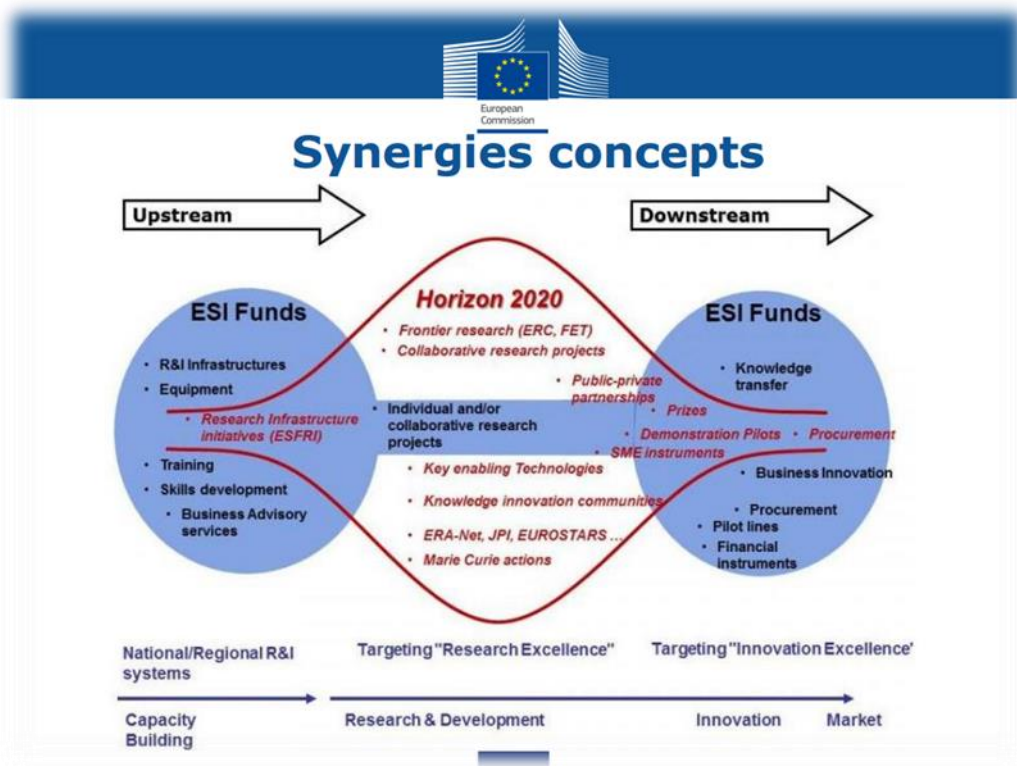 European
Commission
Synergies concepts
Upstream
Downstream
ESI Funds
• R&I Infrastructures
• Equipment
• Research Infrastructure
initiatives (ESFRI)
• Training
• Skills development
• Business Advisory
services
Horizon 2020
• Frontier research (ERC, FET)
• Collaborative research projects
• Public-private
partnerships
• Individual and/or
collaborative research
projects
• Prizes
• Demonstration Pilots
• Procurement
• SME instruments
• Key enabling Technologies
• Knowledge innovation communities
• ERA-Net, JPI, EUROSTARS ...
• Marie Curie actions
ESI Funds
• Knowledge
transfer
• Business Innovation
• Procurement
• Pilot lines
• Financial
instruments
National/Regional R&I
systems
Targeting "Research Excellence"
Targeting "Innovation Excellence'
Capacity
Building
Research & Development
Innovation
Market